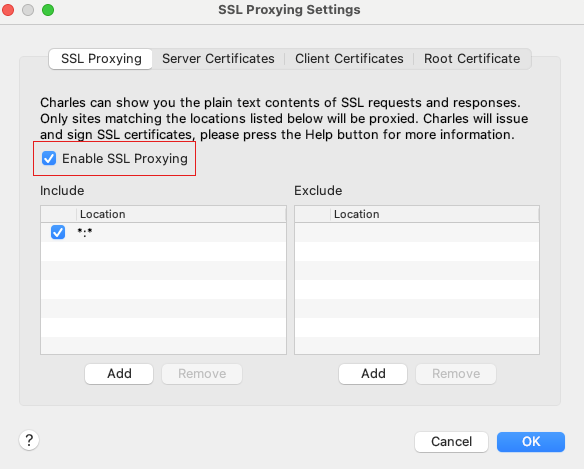 SSL Proxying Settings
SSL Proxying Server Certificates Client Certificates Root Certificate
Charles can show you the plain text contents of SSL requests and responses.
Only sites matching the locations listed below will be proxied. Charles will issue
and sign SSL certificates, please press the Help button for more information.
Enable SSL Proxying
Include Exclude
Location Location
*:*
Add Remove Add Remove
? Cancel OK